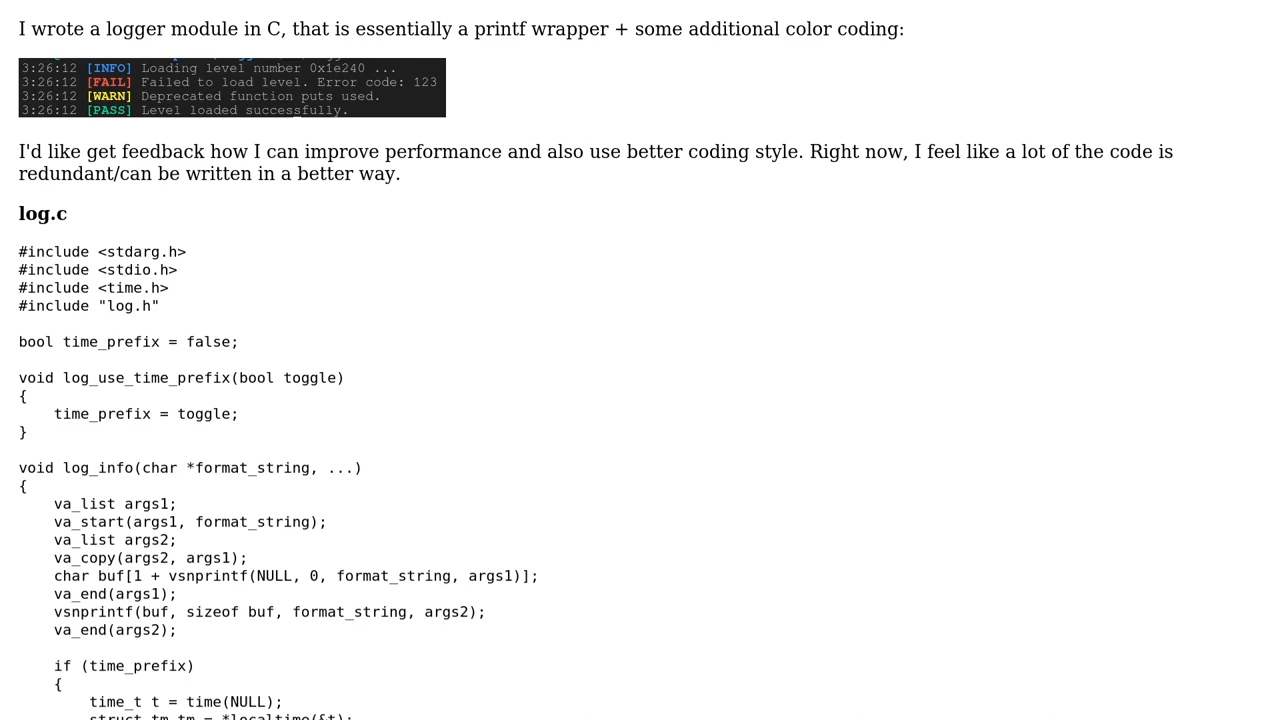 I wrote a logger module in C, that is essentially a printf wrapper + some additional color coding:
3:26:12 [INFO] Loading level number 0x1e240 ...
3:26:12 [FAIL] Failed to load level. Error code: 123
3:26:12 [WARN] Deprecated function puts used.
3:26:12 [PASS] Level loaded successfully.
I'd like get feedback how I can improve performance and also use better coding style. Right now, I feel like a lot of the code is
redundant/can be written in a better way.
log.c
#include <stdarg.h>
#include <stdio.h>
#include <time.h>
#include "log.h"
bool time_prefix = false;
void log_use_time_prefix(bool toggle)
{
    time_prefix = toggle;
}
void log_info(char *format_string, ...)
{
    va_list args1;
    va_start(args1, format_string);
    va_list args2;
    va_copy(args2, args1);
    char buf[1 + vsnprintf(NULL, 0, format_string, args1)];
    va_end(args1);
    vsnprintf(buf, sizeof buf, format_string, args2);
    va_end(args2);
    if (time_prefix)
    {
        time_t t = time(NULL);
        struct tm tm = *localtime(&t);